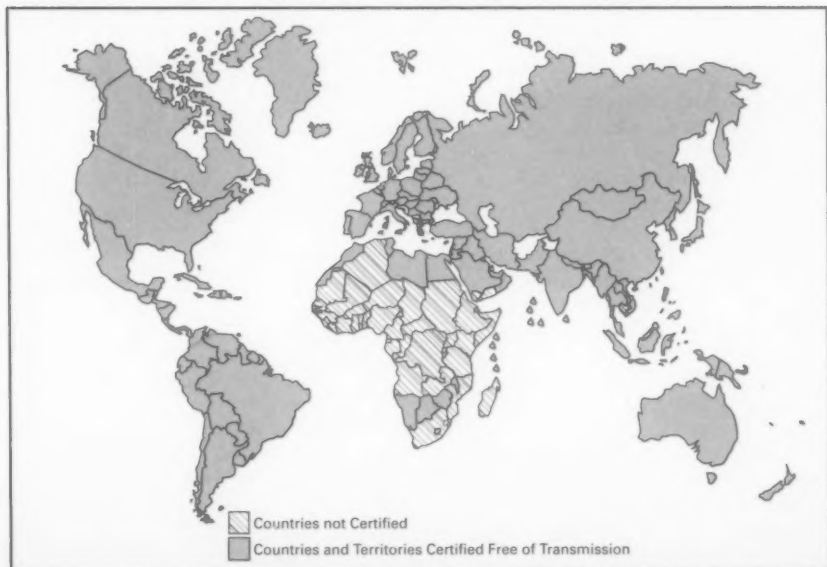 Countries not Certified
Countries and Territories Certified Free of Transmission